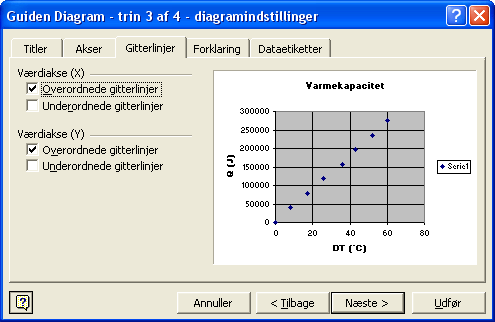 Guiden Diagram - trin 3 af 4 - diagramindstillinger
Titler Akser Gitterlinjer Forklaring Dataetiketter
Værdiakse (X)
Overordnede gitterlinjer
Underordnede gitterlinjer
Værdiakse (Y)
Overordnede gitterlinjer
Underordnede gitterlinjer
Varmekapacitet
300000
250000
200000
150000
100000
50000
0
Q (J)
0 20 40 60 80
DT (°C)
Serie1
Annuller < Tilbage Næste > Udfør